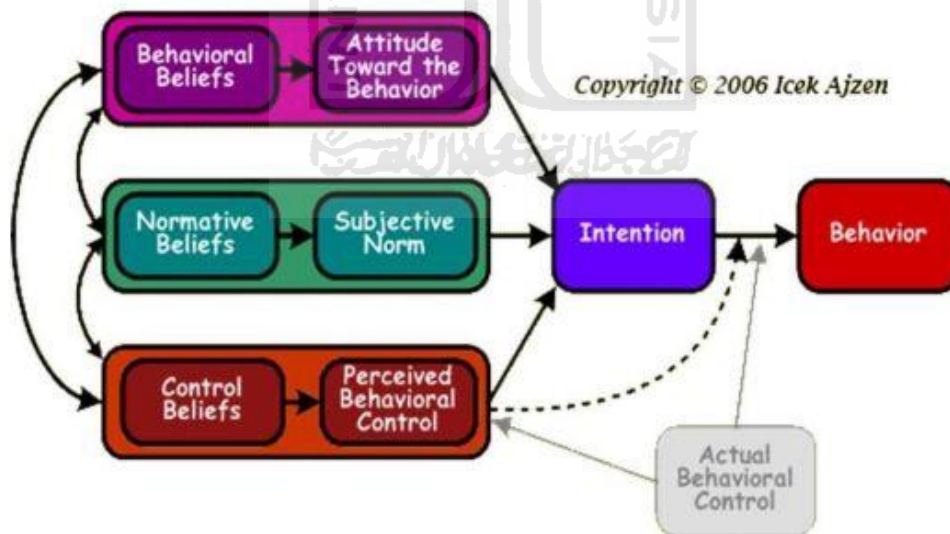 Behavioral
Beliefs
Attitude
Toward the
Behavior
Copyright © 2006 Icek Ajzen
Normative
Beliefs
Subjective
Norm
Intention
Behavior
Control
Beliefs
Perceived
Behavioral
Control
Actual
Behavioral
Control